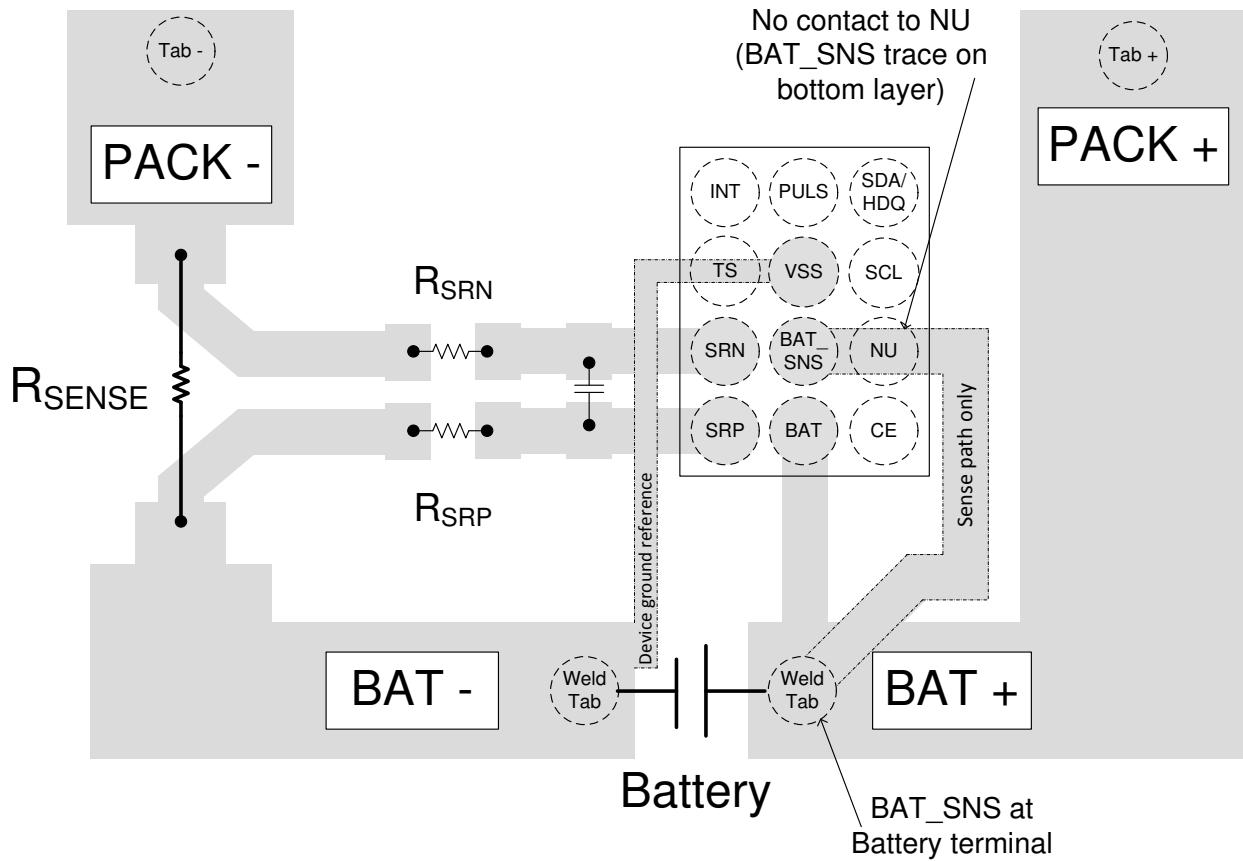 Tab -
No contact to NU
(BAT_SNS trace on
bottom layer)
Tab +
PACK -
PACK +
INT
PULS
SDA/
HDQ
TS
VSS
SCL
RSRN
SRN
BAT_
SNS
NU
RSENSE
SRP
BAT
CE
RSRP
Device ground reference
Sense path only
BAT -
Weld
Tab
Weld
Tab
BAT +
Battery
BAT_SNS at
Battery terminal